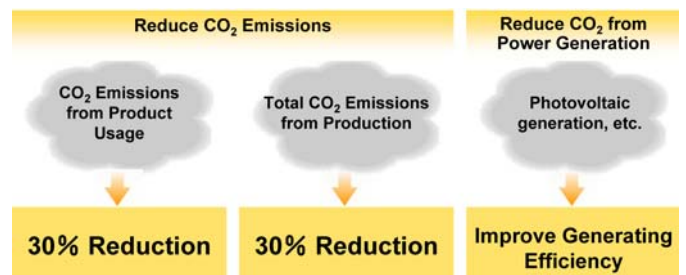 Reduce CO₂ Emissions
Reduce CO₂ from
Power Generation
CO₂ Emissions
from Product
Usage
Total CO₂ Emissions
from Production
Photovoltaic
generation, etc.
30% Reduction
30% Reduction
Improve Generating
Efficiency